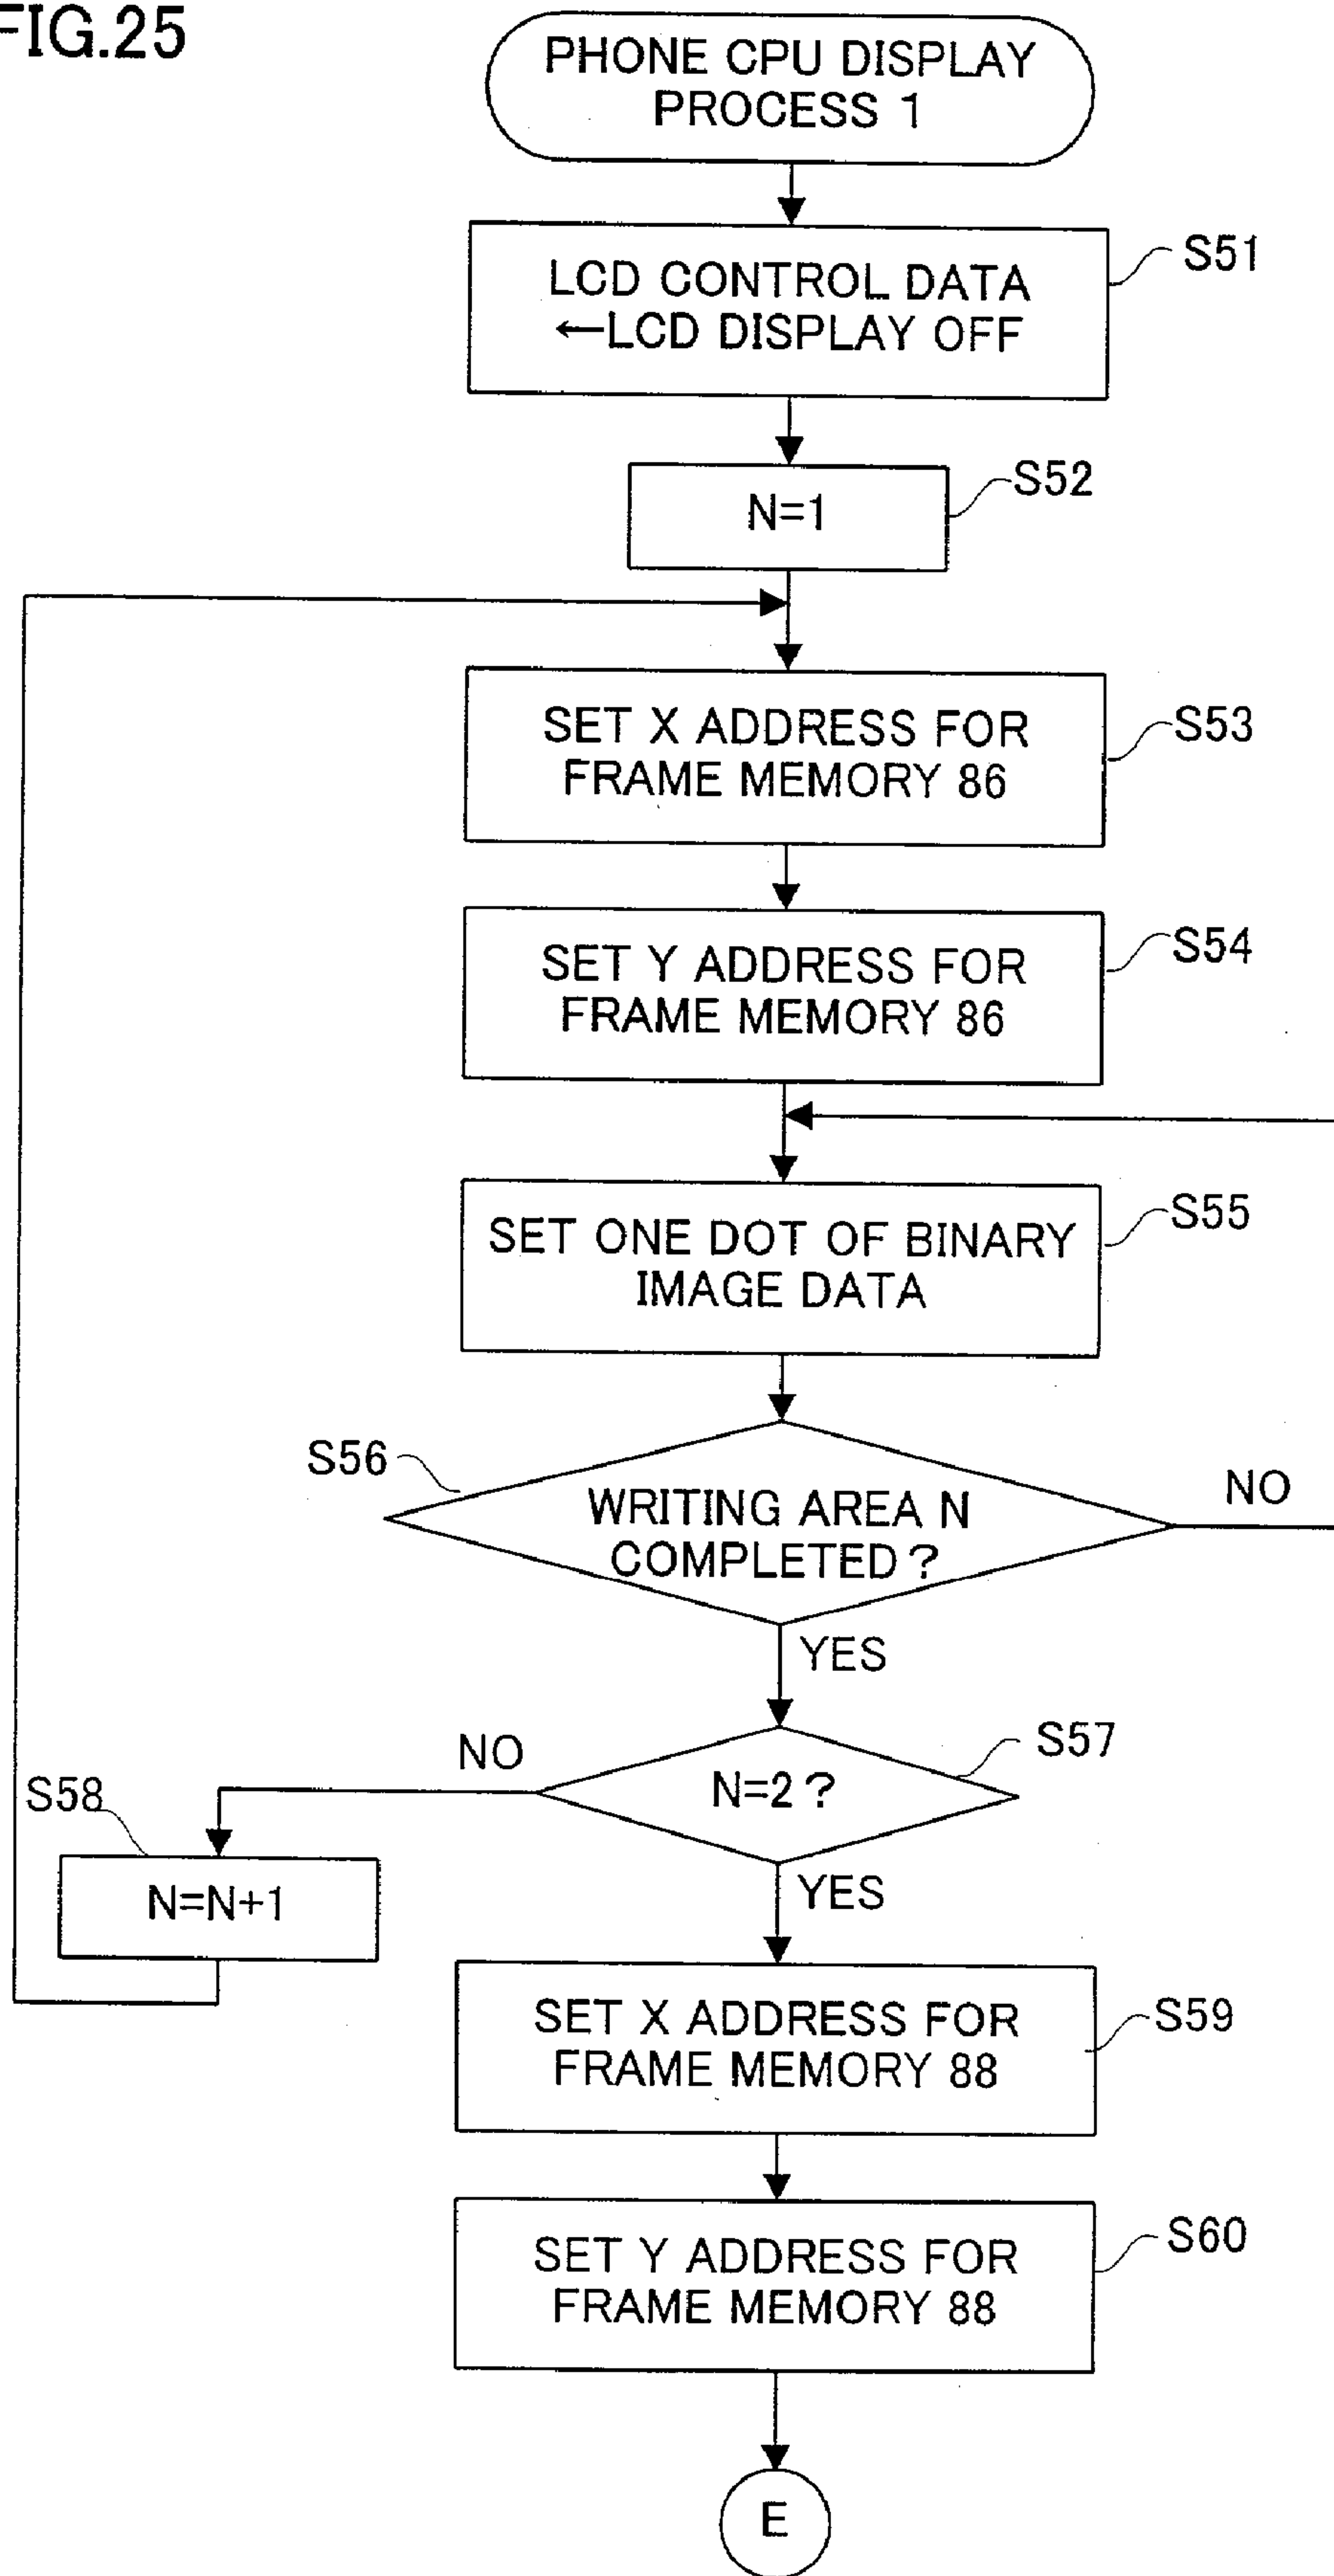 FIG.25
PHONE CPU DISPLAY
PROCESS 1
LCD CONTROL DATA
←LCD DISPLAY OFF
S51
N=1
S52
SET X ADDRESS FOR
FRAME MEMORY 86
S53
SET Y ADDRESS FOR
FRAME MEMORY 86
S54
SET ONE DOT OF BINARY
IMAGE DATA
S55
S56
WRITING AREA N
COMPLETED?
NO
YES
S57
N=2?
NO
S58
N=N+1
YES
SET X ADDRESS FOR
FRAME MEMORY 88
S59
SET Y ADDRESS FOR
FRAME MEMORY 88
S60
E